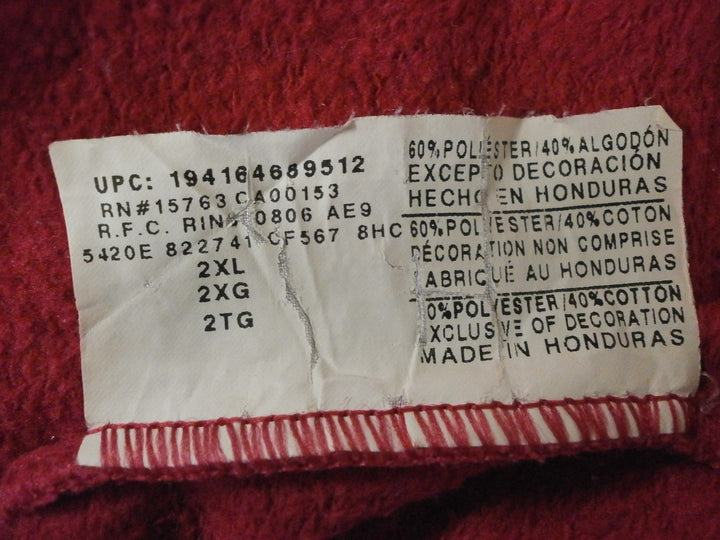 UPC: 194164689512
RN#15763 CA00153
R.F.C. RIN# 0806 AE9
5420E 822741 CF567 8HC
2XL
2XG
2TG
60% POLIÉSTER/40% ALGODÓN
EXCEPTO DECORACIÓN
HECHO EN HONDURAS
60% POLYESTER/40% COTON
DÉCORATION NON COMPRISE
FABRIQUÉ AU HONDURAS
60% POLYESTER/40% COTTON
EXCLUSIVE OF DECORATION
MADE IN HONDURAS